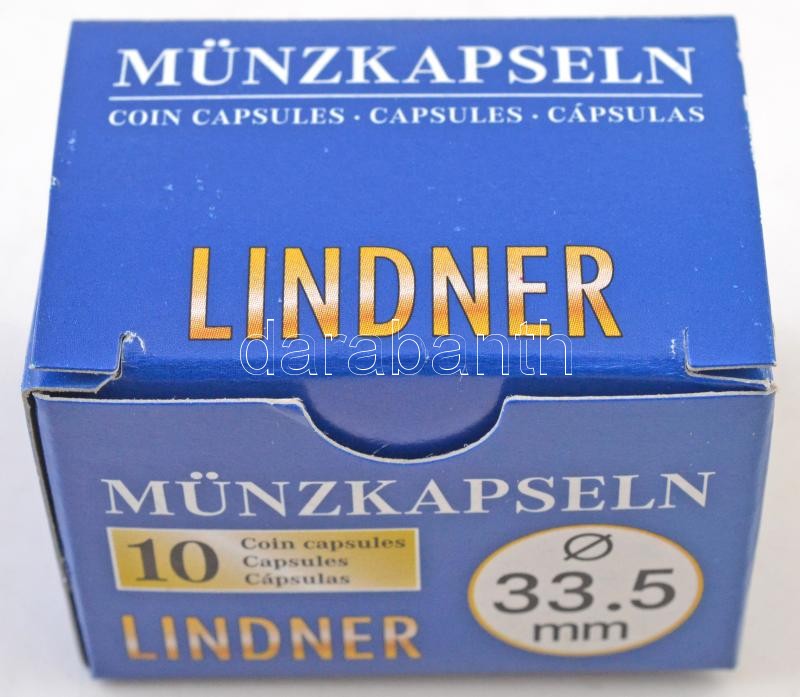 MÜNZKAPSELN
COIN CAPSULES · CAPSULES · CÁPSULAS
LINDNER
darabanth
MÜNZKAPSELN
10
Coin capsules
Capsules
Cápsulas
Ø
33.5
mm
LINDNER